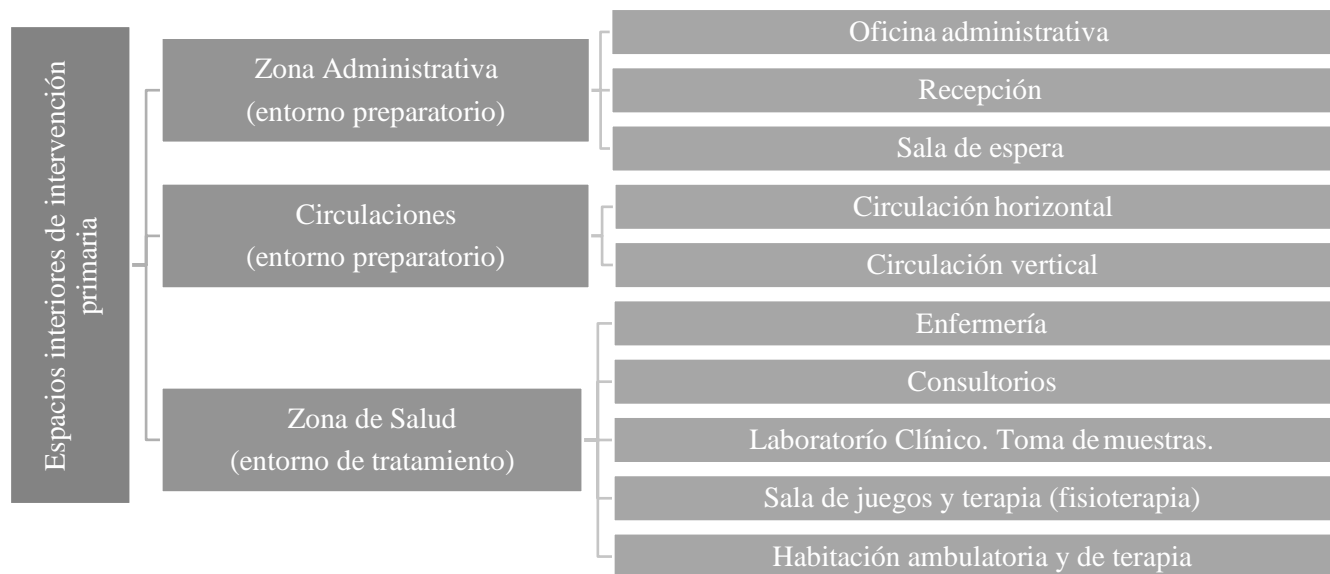 Espacios interiores de intervención
primaria
Zona Administrativa
(entorno preparatorio)
Oficina administrativa
Recepción
Sala de espera
Circulaciones
(entorno preparatorio)
Circulación horizontal
Circulación vertical
Zona de Salud
(entorno de tratamiento)
Enfermería
Consultorios
Laboratorío Clínico. Toma de muestras.
Sala de juegos y terapia (fisioterapia)
Habitación ambulatoria y de terapia